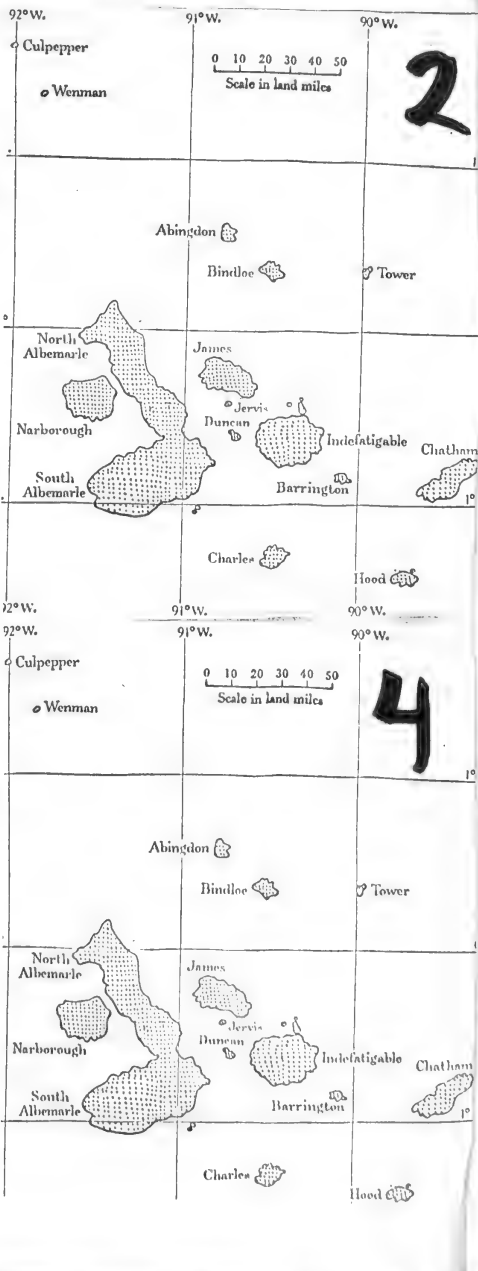 92° W. 91° W. 90° W.
Culpepper
0 10 20 30 40 50
Wenman
Scale in land miles
2
1
Abingdon
Bindloe
Tower
0
North
Albemarle
James
Jervis
Narborough
Duncan
Indefatigable
Chatham
South
Albemarle
Barrington
1°
Charles
Hood
92° W. 91° W. 90° W.
92° W. 91° W. 90° W.
Culpepper
0 10 20 30 40 50
Wenman
Scale in land miles
4
1°
Abingdon
Bindloe
Tower
North
Albemarle
James
Jervis
Narborough
Duncan
Indefatigable
Chatham
South
Albemarle
Barrington
1°
Charles
Hood